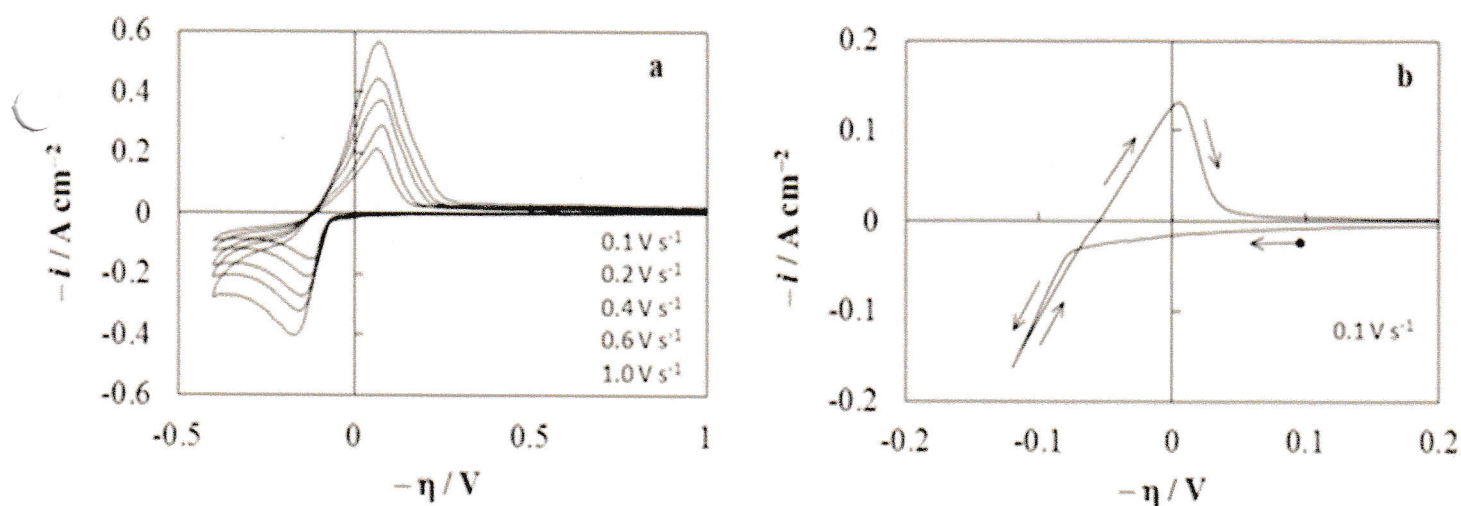 a
− i / A cm⁻²
0.6
0.4
0.2
0
-0.2
-0.4
-0.6
-0.5
0
0.5
1
− η / V
0.1 V s⁻¹
0.2 V s⁻¹
0.4 V s⁻¹
0.6 V s⁻¹
1.0 V s⁻¹
b
− i / A cm⁻²
0.2
0.1
0
-0.1
-0.2
-0.2
-0.1
0
0.1
0.2
− η / V
0.1 V s⁻¹